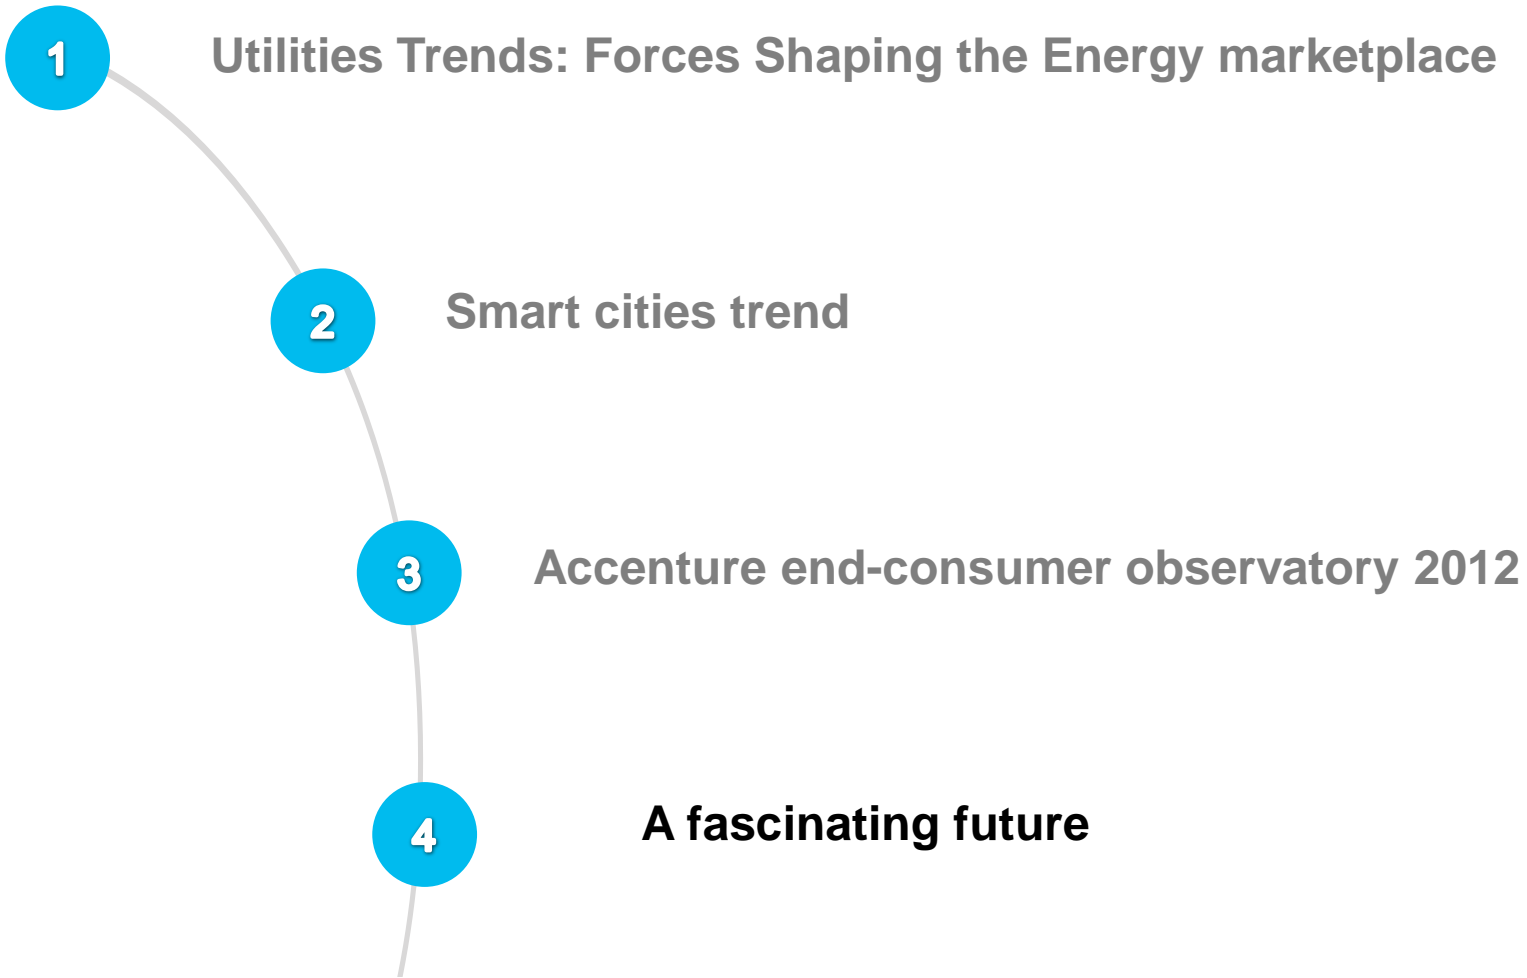 1 Utilities Trends: Forces Shaping the Energy marketplace
2 Smart cities trend
3 Accenture end-consumer observatory 2012
4 A fascinating future